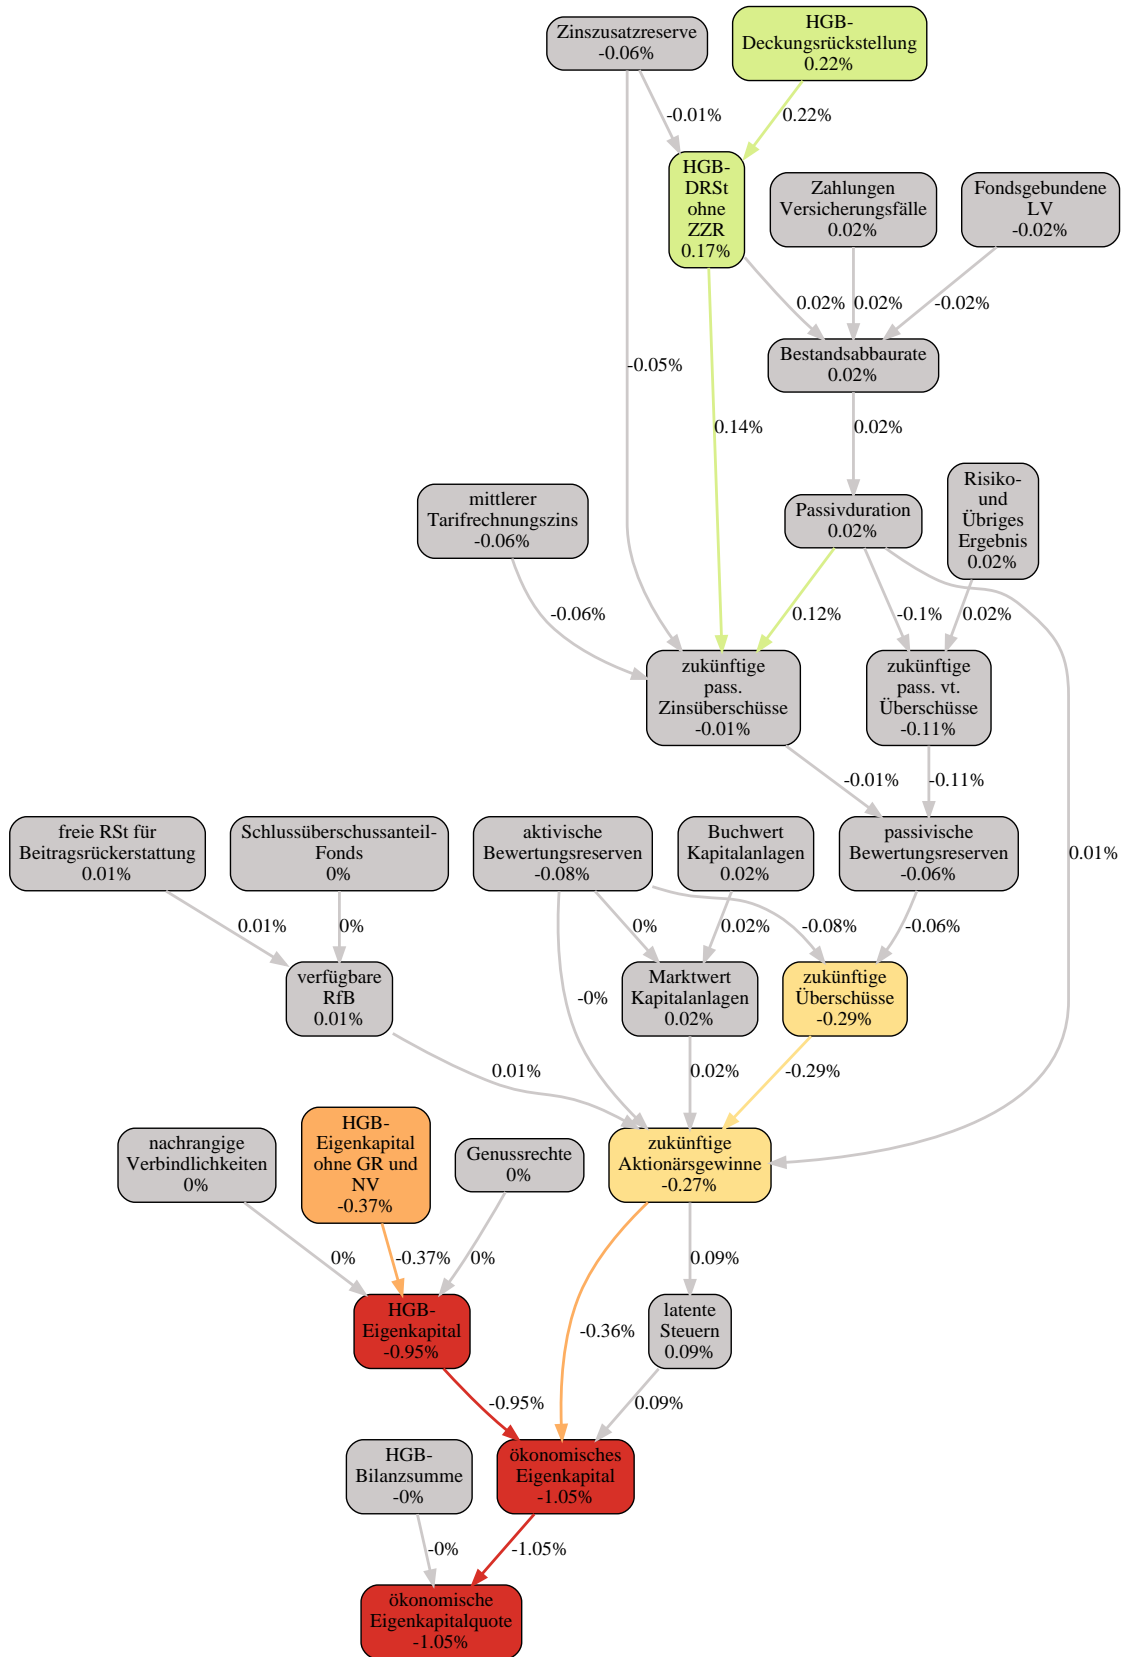 Zinszusatzreserve
-0.06%
HGB-
Deckungsrückstellung
0.22%
-0.01%
0.22%
HGB-
DRSt
ohne
ZZR
0.17%
Zahlungen
Versicherungsfälle
0.02%
Fondsgebundene
LV
-0.02%
0.02%
0.02%
-0.02%
Bestandsabbaurate
0.02%
-0.05%
0.14%
0.02%
mittlerer
Tarifrechnungszins
-0.06%
Passivduration
0.02%
Risiko-
und
Übriges
Ergebnis
0.02%
-0.06%
0.12%
-0.1%
0.02%
zukünftige
pass.
Zinsüberschüsse
-0.01%
zukünftige
pass. vt.
Überschüsse
-0.11%
-0.01%
-0.11%
freie RSt für
Beitragsrückerstattung
0.01%
Schlussüberschussanteil-
Fonds
0%
aktivische
Bewertungsreserven
-0.08%
Buchwert
Kapitalanlagen
0.02%
passivische
Bewertungsreserven
-0.06%
0.01%
0.01%
0%
0%
0.02%
-0.08%
-0.06%
verfügbare
RfB
0.01%
-0%
Marktwert
Kapitalanlagen
0.02%
zukünftige
Überschüsse
-0.29%
0.01%
0.02%
-0.29%
nachrangige
Verbindlichkeiten
0%
HGB-
Eigenkapital
ohne GR und
NV
-0.37%
Genussrechte
0%
zukünftige
Aktionärsgewinne
-0.27%
0%
-0.37%
0%
0.09%
HGB-
Eigenkapital
-0.95%
-0.36%
latente
Steuern
0.09%
-0.95%
0.09%
HGB-
Bilanzsumme
-0%
ökonomisches
Eigenkapital
-1.05%
-0%
-1.05%
ökonomische
Eigenkapitalquote
-1.05%